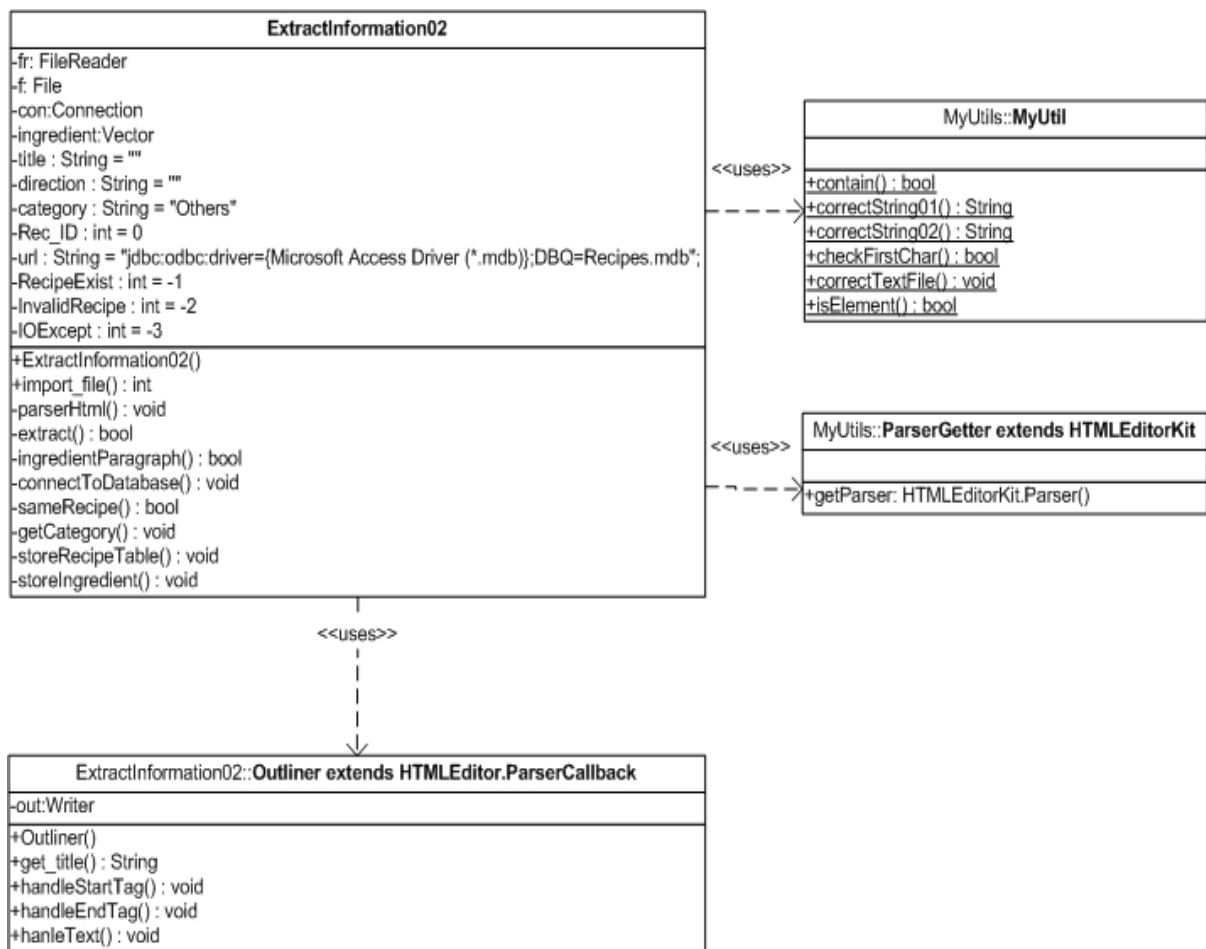 ExtractInformation02
-fr: FileReader
-f: File
-con:Connection
-ingredient:Vector
-title : String = ""
-direction : String = ""
-category : String = "Others"
-Rec_ID : int = 0
-url : String = "jdbc:odbc:driver={Microsoft Access Driver (*.mdb)};DBQ=Recipes.mdb";
-RecipeExist : int = -1
-InvalidRecipe : int = -2
-IOExcept : int = -3
+ExtractInformation02()
+import_file() : int
-parserHtml() : void
-extract() : bool
-ingredientParagraph() : bool
-connectToDatabase() : void
-sameRecipe() : bool
-getCategory() : void
-storeRecipeTable() : void
-storeIngredient() : void
<<uses>>
MyUtils::MyUtil
+contain() : bool
+correctString01() : String
+correctString02() : String
+checkFirstChar() : bool
+correctTextFile() : void
+isElement() : bool
<<uses>>
MyUtils::ParserGetter extends HTMLEditorKit
+getParser: HTMLEditorKit.Parser()
<<uses>>
ExtractInformation02::Outliner extends HTMLEditor.ParserCallback
-out:Writer
+Outliner()
+get_title() : String
+handleStartTag() : void
+handleEndTag() : void
+hanleText() : void